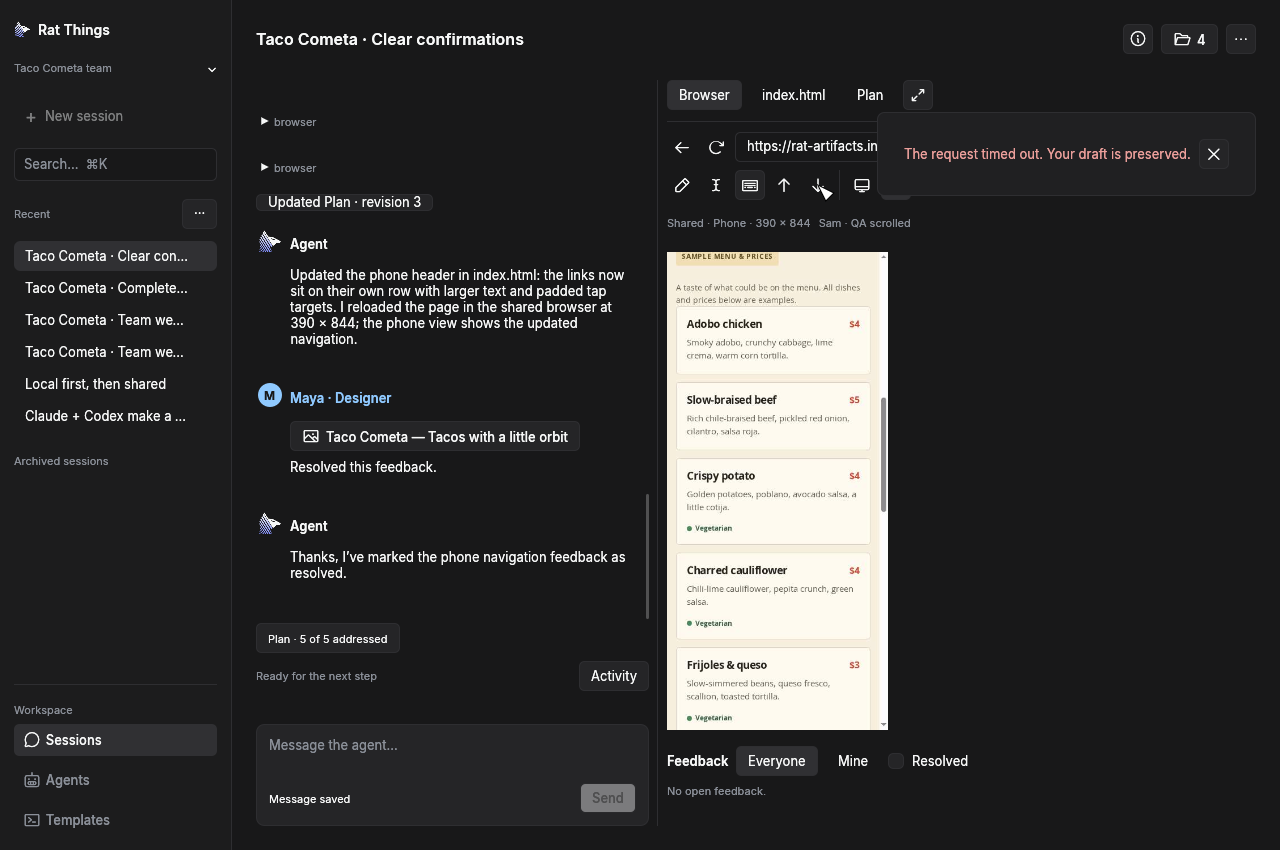 Rat Things
Taco Cometa team
+ New session
Search... ⌘K
Recent
...
Taco Cometa · Clear con...
Taco Cometa · Complete...
Taco Cometa · Team we...
Taco Cometa · Team we...
Local first, then shared
Claude + Codex make a ...
Archived sessions
Workspace
Sessions
Agents
Templates
Taco Cometa · Clear confirmations
4
...
browser
browser
Updated Plan · revision 3
Agent
Updated the phone header in index.html: the links now
sit on their own row with larger text and padded tap
targets. I reloaded the page in the shared browser at
390 × 844; the phone view shows the updated
navigation.
M
Maya · Designer
Taco Cometa — Tacos with a little orbit
Resolved this feedback.
Agent
Thanks, I’ve marked the phone navigation feedback as
resolved.
Plan · 5 of 5 addressed
Ready for the next step
Activity
Message the agent...
Message saved
Send
Browser
index.html
Plan
https://rat-artifacts.in
The request timed out. Your draft is preserved.
Shared · Phone · 390 × 844 Sam · QA scrolled
SAMPLE MENU & PRICES
A taste of what could be on the menu. All dishes
and prices below are examples.
Adobo chicken $4
Smoky adobo, crunchy cabbage, lime
crema, warm corn tortilla.
Slow-braised beef $5
Rich chile-braised beef, pickled red onion,
cilantro, salsa roja.
Crispy potato $4
Golden potatoes, poblano, avocado salsa, a
little cotija.
Vegetarian
Charred cauliflower $4
Chili-lime cauliflower, pepita crunch, green
salsa.
Vegetarian
Frijoles & queso $3
Slow-simmered beans, queso fresco,
scallion, toasted tortilla.
Vegetarian
Feedback
Everyone
Mine
Resolved
No open feedback.